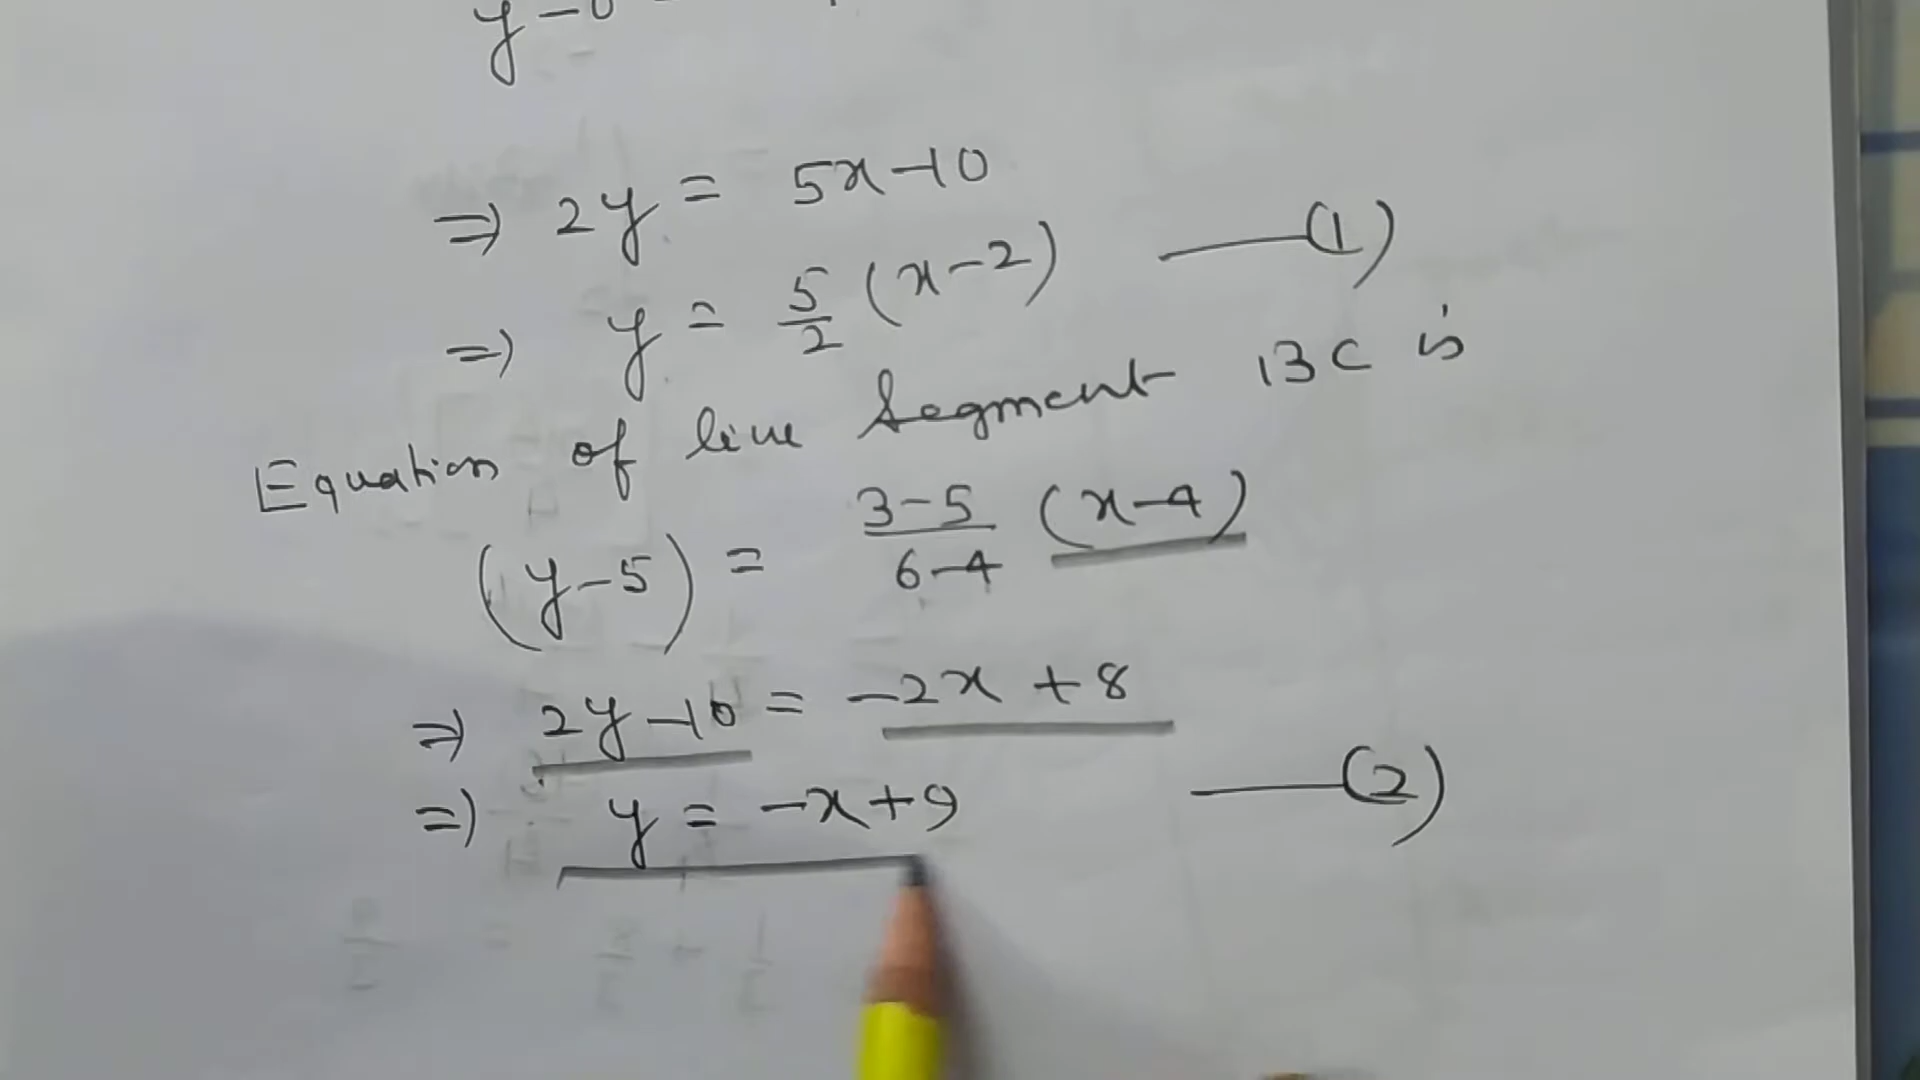 y-0
⇒ 2y = 5x-10
⇒ y = 5/2 (x-2) —(1)
Equation of line Segment BC is
(y-5) = 3-5/6-4 (x-4)
⇒ 2y-10 = -2x + 8
⇒ y = -x+9 —(2)